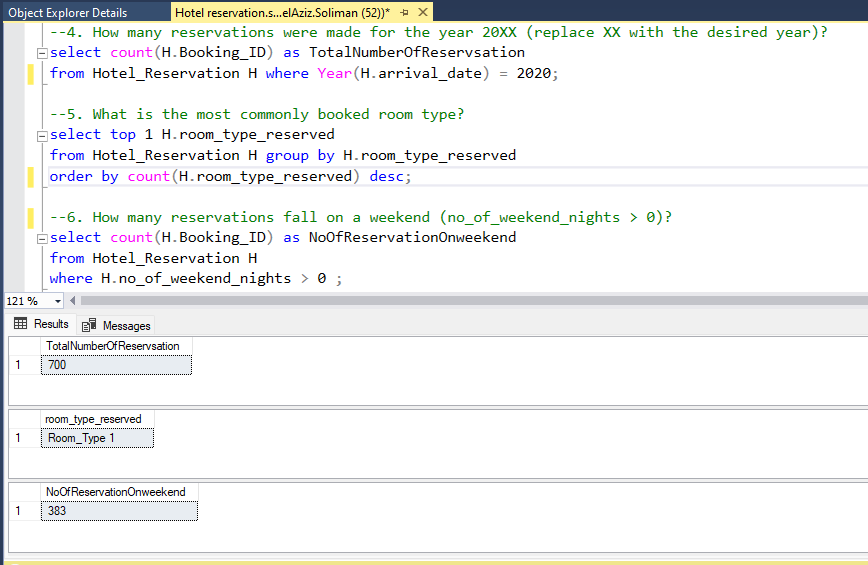 Object Explorer Details
Hotel reservation.s...elAziz.Soliman (52))*
--4. How many reservations were made for the year 20XX (replace XX with the desired year)?
select count(H.Booking_ID) as TotalNumberOfReservsation
from Hotel_Reservation H where Year(H.arrival_date) = 2020;
--5. What is the most commonly booked room type?
select top 1 H.room_type_reserved
from Hotel_Reservation H group by H.room_type_reserved
order by count(H.room_type_reserved) desc;
--6. How many reservations fall on a weekend (no_of_weekend_nights > 0)?
select count(H.Booking_ID) as NoOfReservationOnweekend
from Hotel_Reservation H
where H.no_of_weekend_nights > 0 ;
121 %
Results Messages
TotalNumberOfReservsation
1 700
room_type_reserved
1 Room_Type 1
NoOfReservationOnweekend
1 383